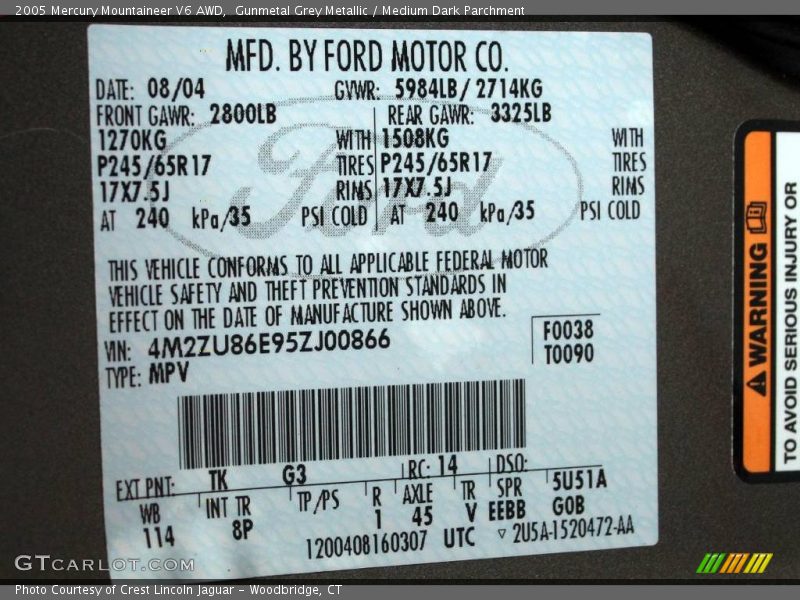 2005 Mercury Mountaineer V6 AWD, Gunmetal Grey Metallic / Medium Dark Parchment
MFD. BY FORD MOTOR CO.
DATE: 08/04 GVWR: 5984LB/ 2714KG
FRONT GAWR: 2800LB REAR GAWR: 3325LB
1270KG WITH 1508KG WITH
P245/65R17 TIRES P245/65R17 TIRES
17X7.5J RIMS 17X7.5J RIMS
AT 240 kPa/35 PSI COLD AT 240 kPa/35 PSI COLD
Ford
THIS VEHICLE CONFORMS TO ALL APPLICABLE FEDERAL MOTOR
VEHICLE SAFETY AND THEFT PREVENTION STANDARDS IN
EFFECT ON THE DATE OF MANUFACTURE SHOWN ABOVE.
VIN: 4M2ZU86E95ZJ00866 F0038
TYPE: MPV T0090
EXT PNT: TK G3 RC: 14 DSO:
WB INT TR TP/PS R AXLE TR SPR 5U51A
114 8P 1 45 V EEBB G0B
1200408160307 UTC ▽ 2U5A-1520472-AA
WARNING
TO AVOID SERIOUS INJURY OR
GTCARLOT.COM
Photo Courtesy of Crest Lincoln Jaguar - Woodbridge, CT